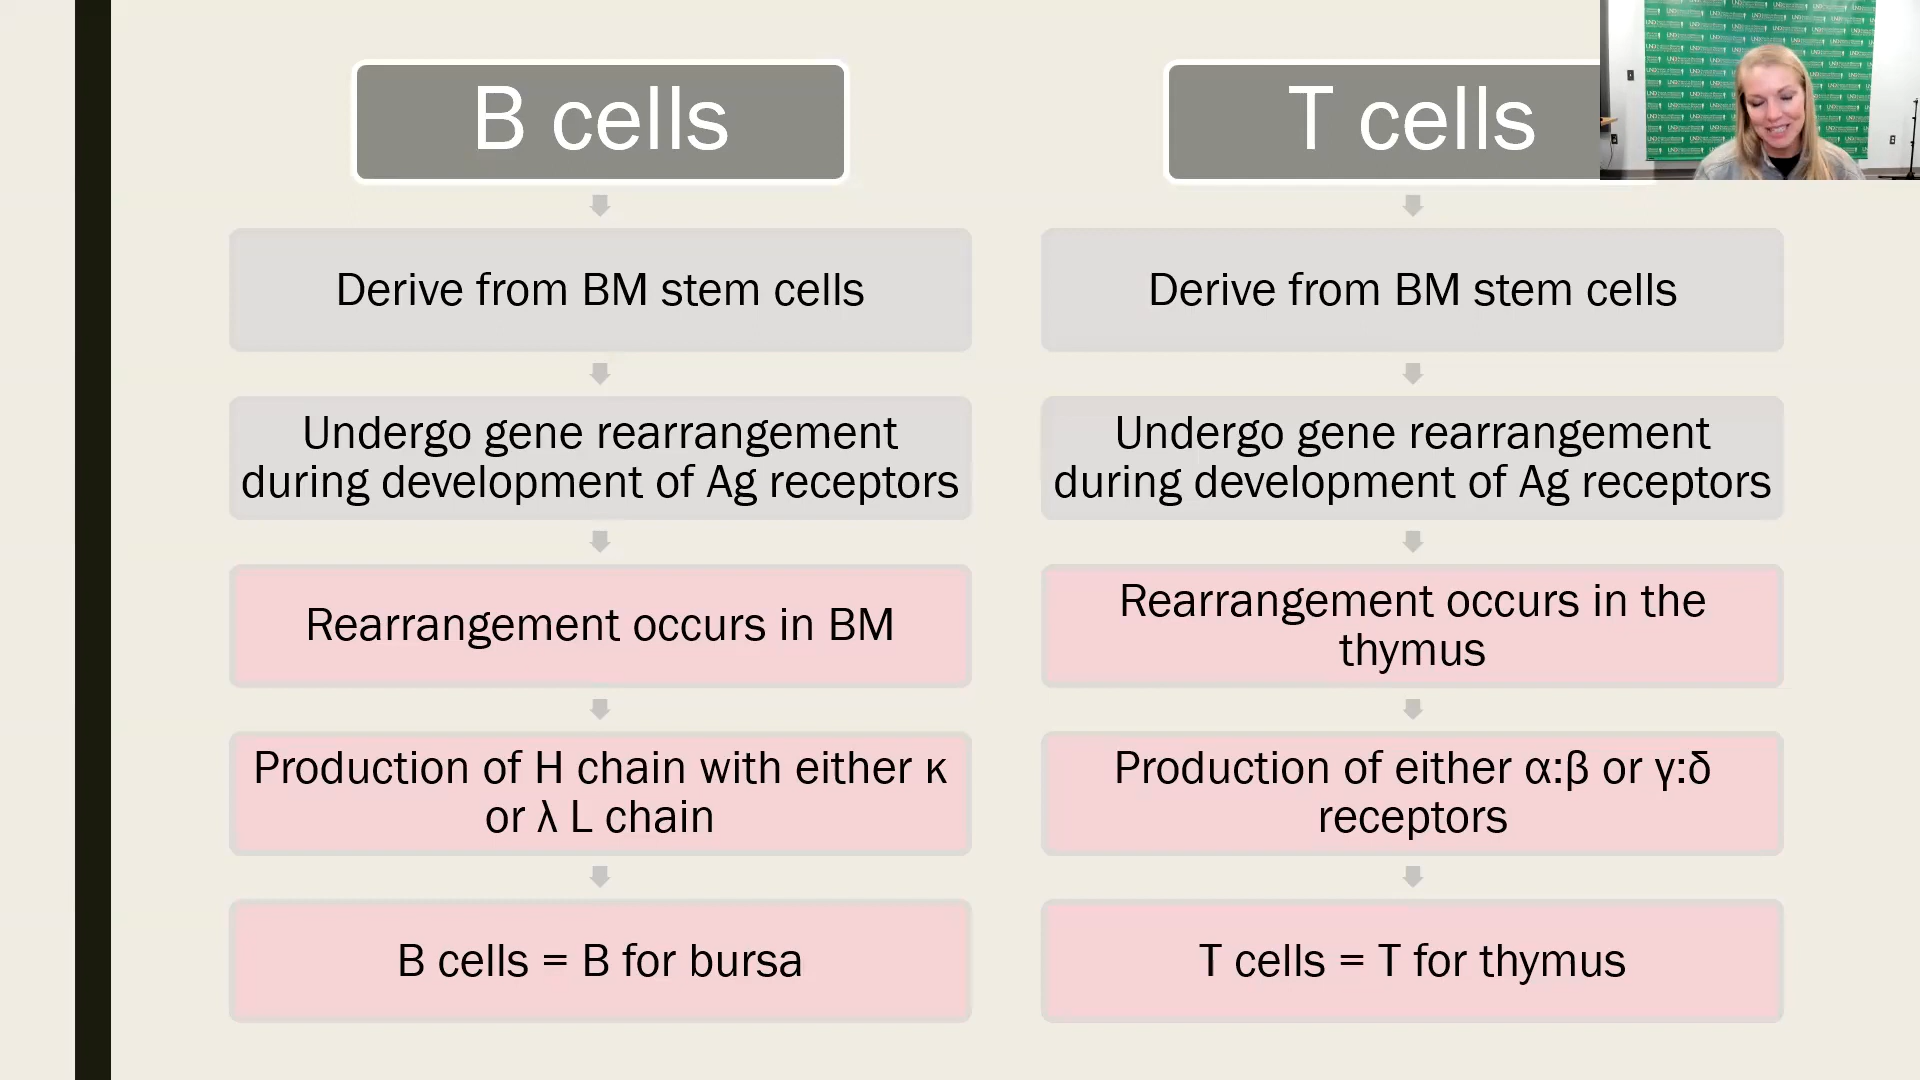 B cells
Derive from BM stem cells
Undergo gene rearrangement
during development of Ag receptors
Rearrangement occurs in BM
Production of H chain with either κ
or λ L chain
B cells = B for bursa
T cells
Derive from BM stem cells
Undergo gene rearrangement
during development of Ag receptors
Rearrangement occurs in the
thymus
Production of either α:β or γ:δ
receptors
T cells = T for thymus